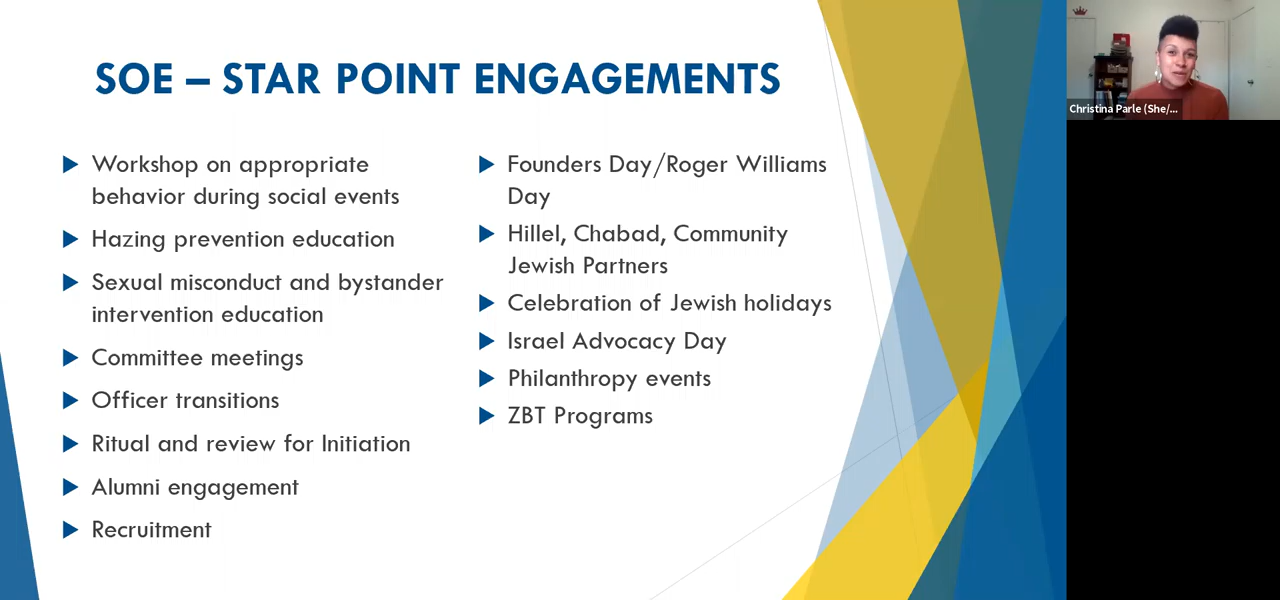 SOE – STAR POINT ENGAGEMENTS
Workshop on appropriate
behavior during social events
Hazing prevention education
Sexual misconduct and bystander
intervention education
Committee meetings
Officer transitions
Ritual and review for Initiation
Alumni engagement
Recruitment
Founders Day/Roger Williams
Day
Hillel, Chabad, Community
Jewish Partners
Celebration of Jewish holidays
Israel Advocacy Day
Philanthropy events
ZBT Programs
Christina Parle (She/...